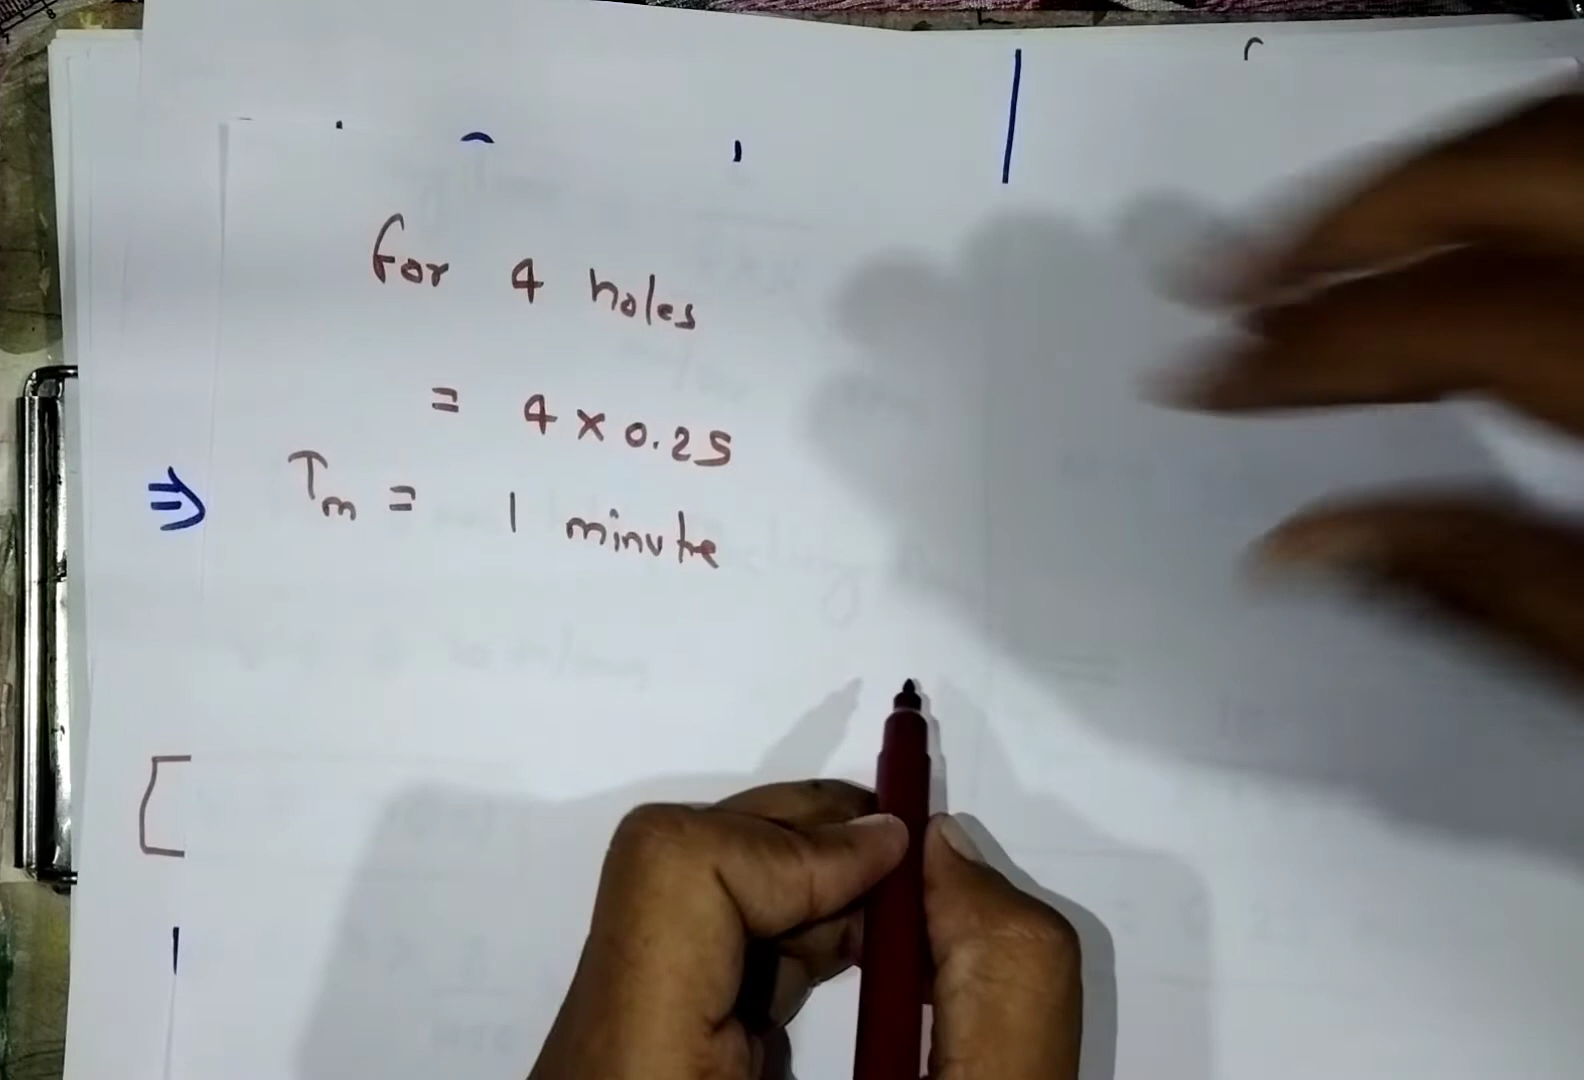 for 4 holes
= 4 × 0.25
⇒ Tm = 1 minute
[